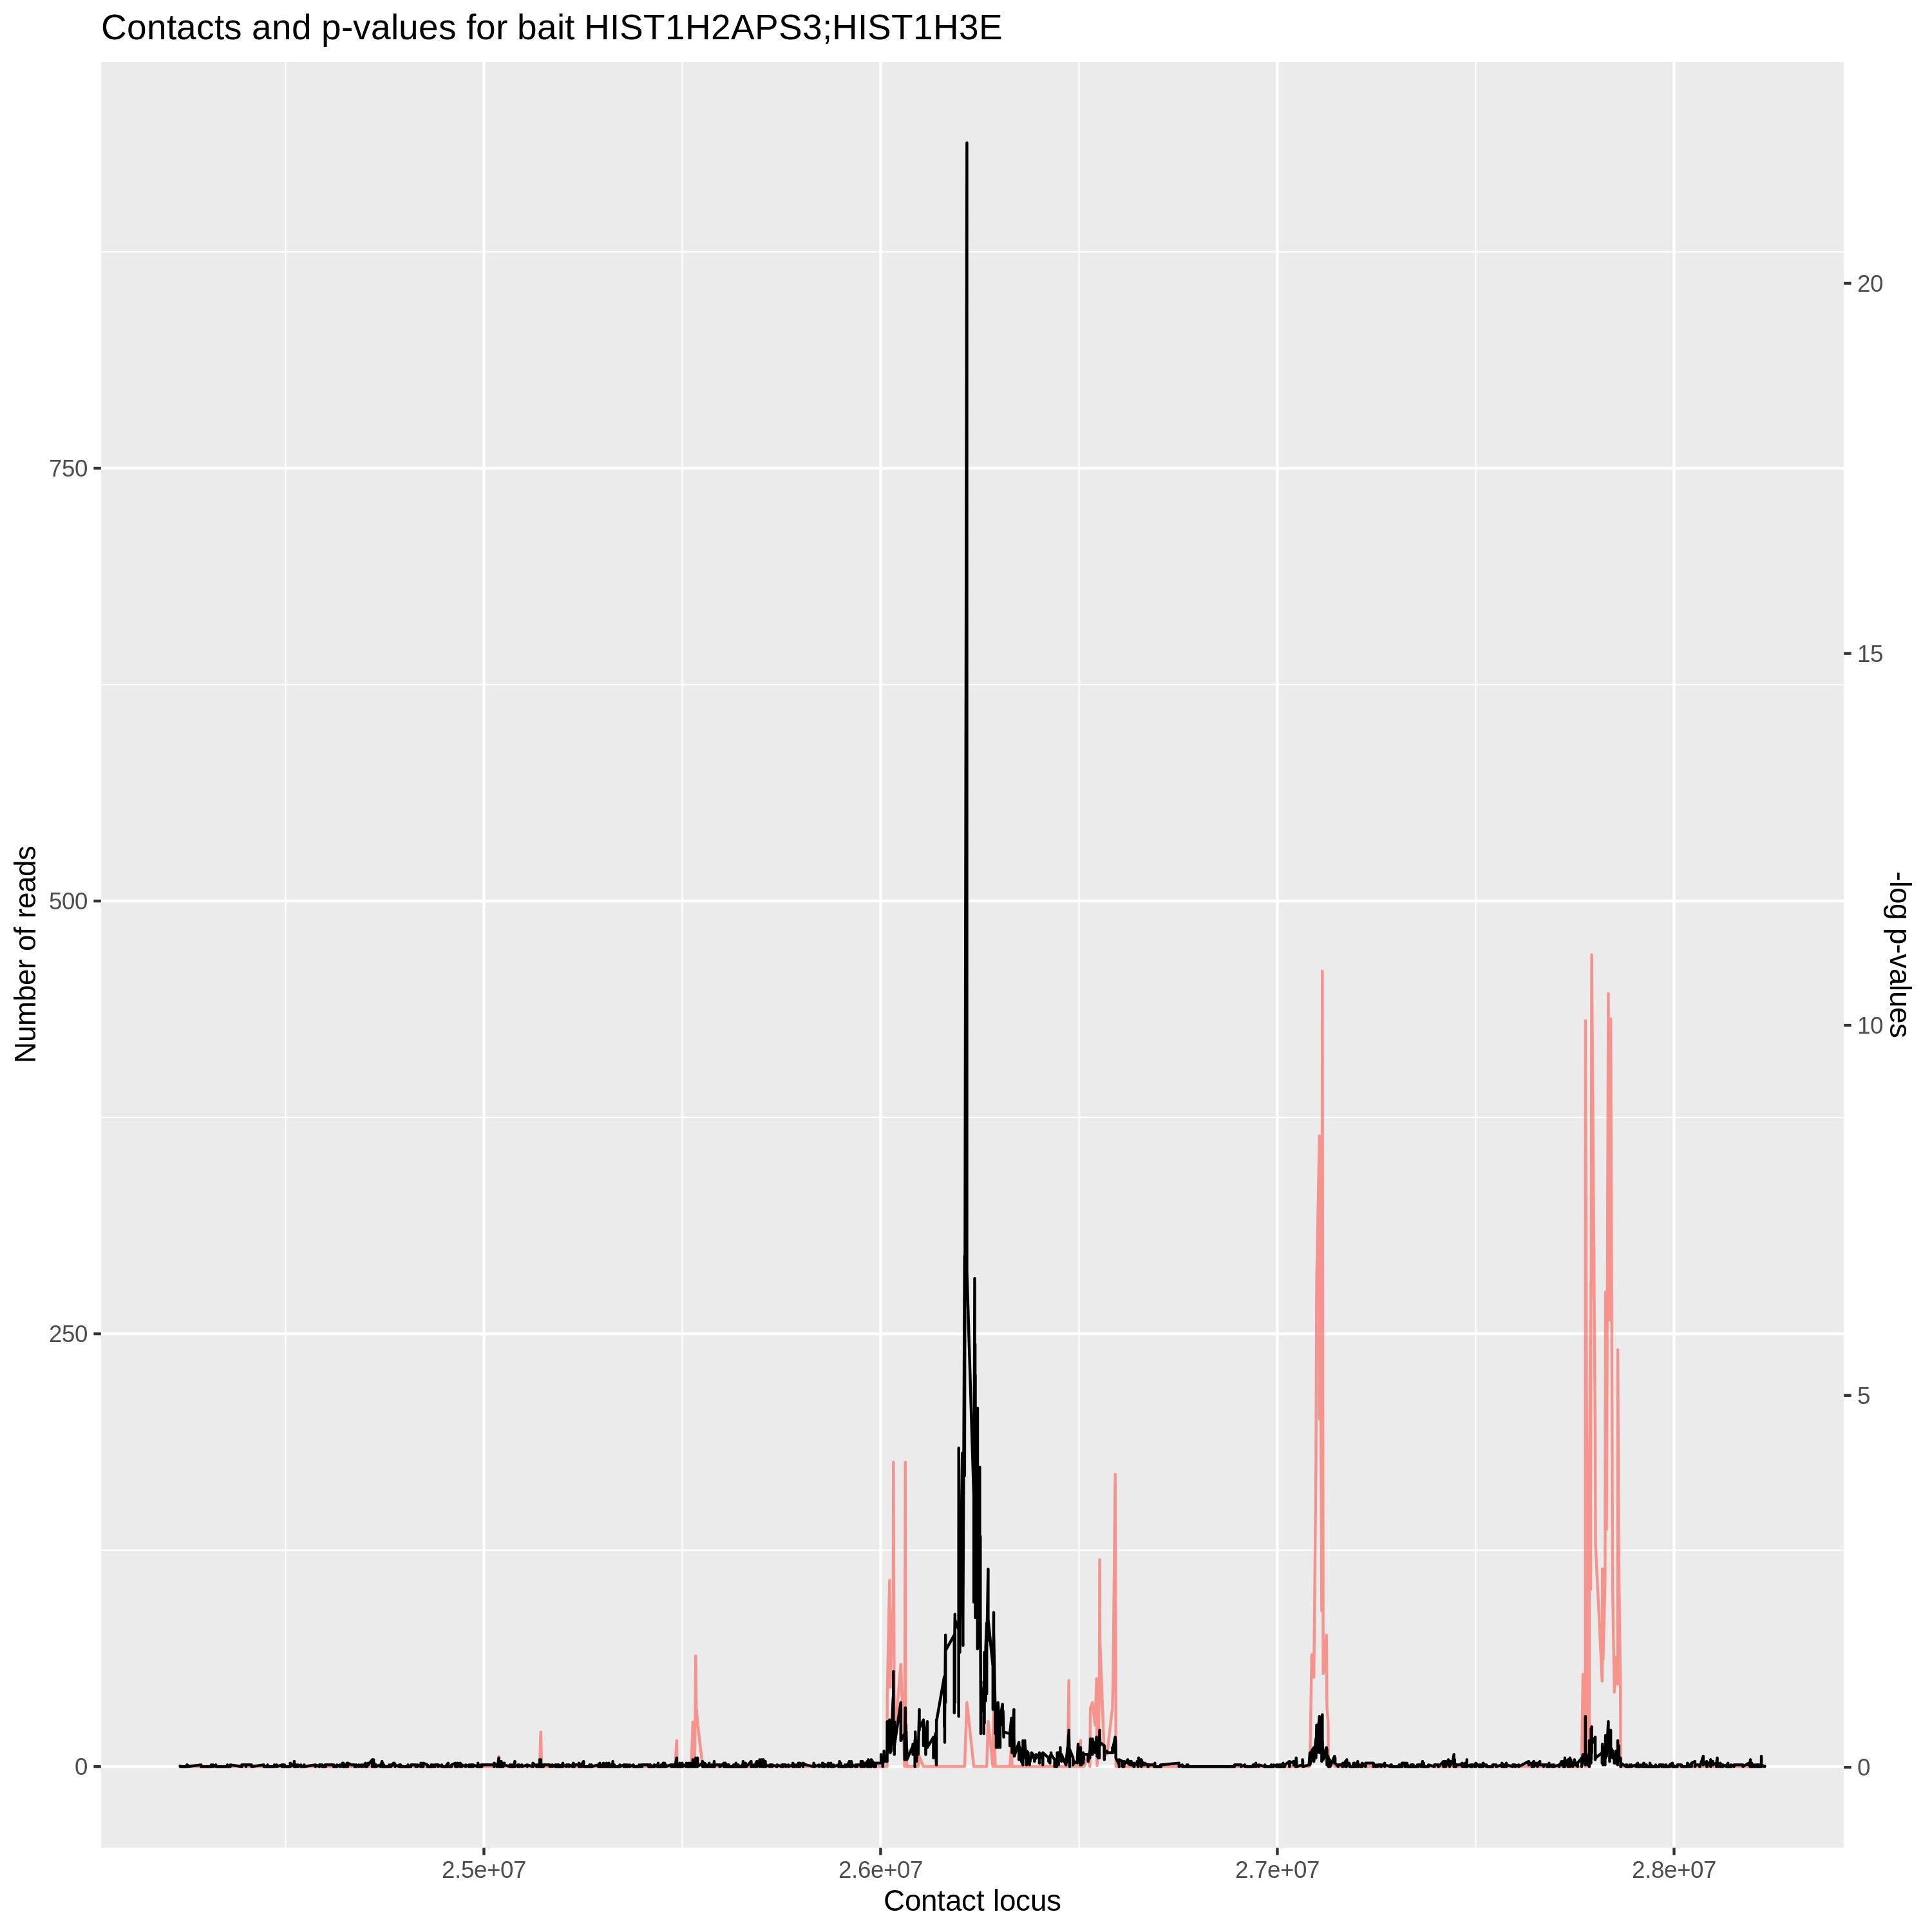 Contacts and p-values for bait HIST1H2APS3;HIST1H3E
Number of reads
750
500
250
0
20
15
10
5
0
-log p-values
2.5e+07
2.6e+07
2.7e+07
2.8e+07
Contact locus